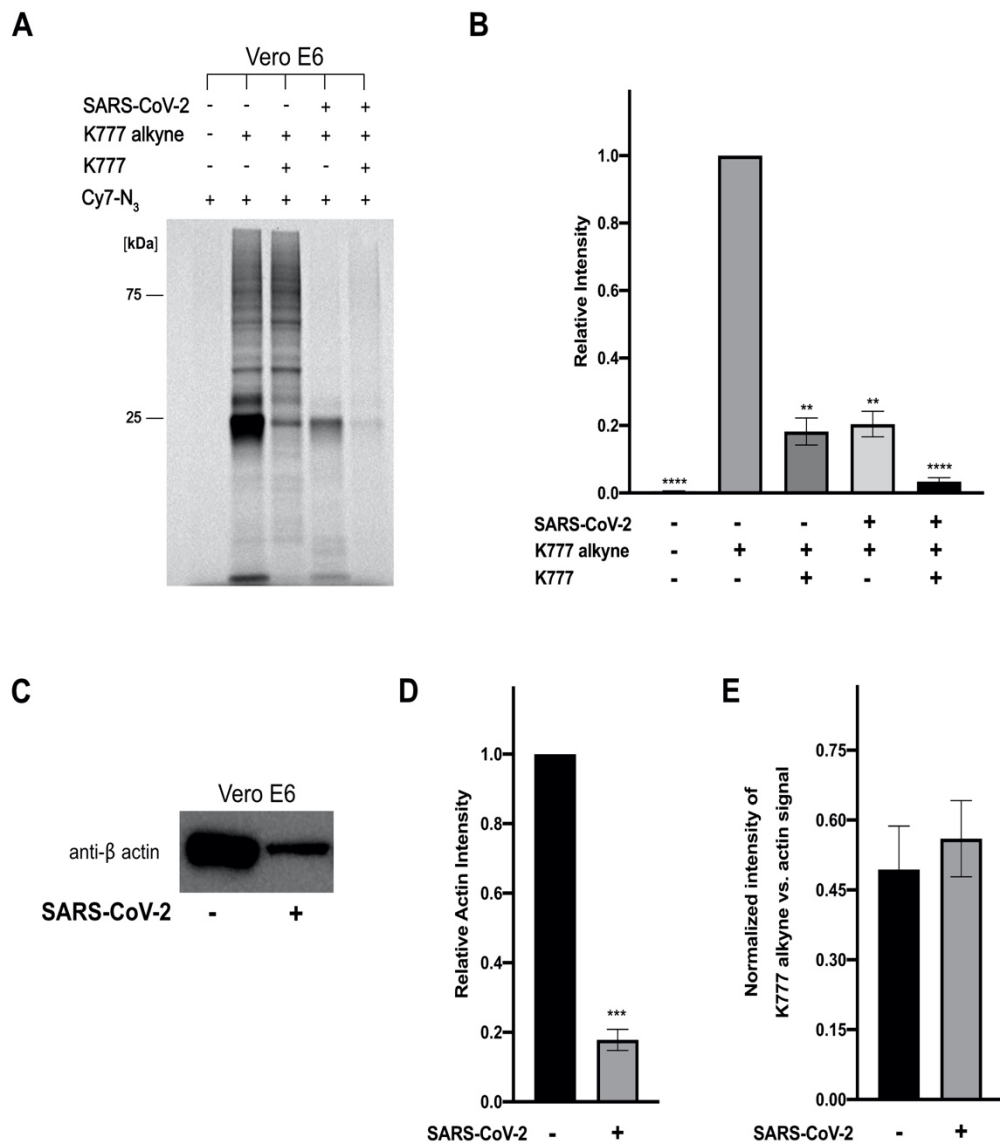 A
Vero E6
SARS-CoV-2 - - - + +
K777 alkyne - + + + +
K777 - - + - +
Cy7-N₃ + + + + +
[kDa]
75
25
B
Relative Intensity
1.0
0.8
0.6
0.4
0.2
0.0
**** ** ** ****
SARS-CoV-2 - - - + +
K777 alkyne - + + + +
K777 - - + - +
C
Vero E6
anti-β actin
SARS-CoV-2 - +
D
Relative Actin Intensity
1.0
0.8
0.6
0.4
0.2
0.0
***
SARS-CoV-2 - +
E
Normalized intensity of
K777 alkyne vs. actin signal
0.75
0.60
0.45
0.30
0.15
0.00
SARS-CoV-2 - +